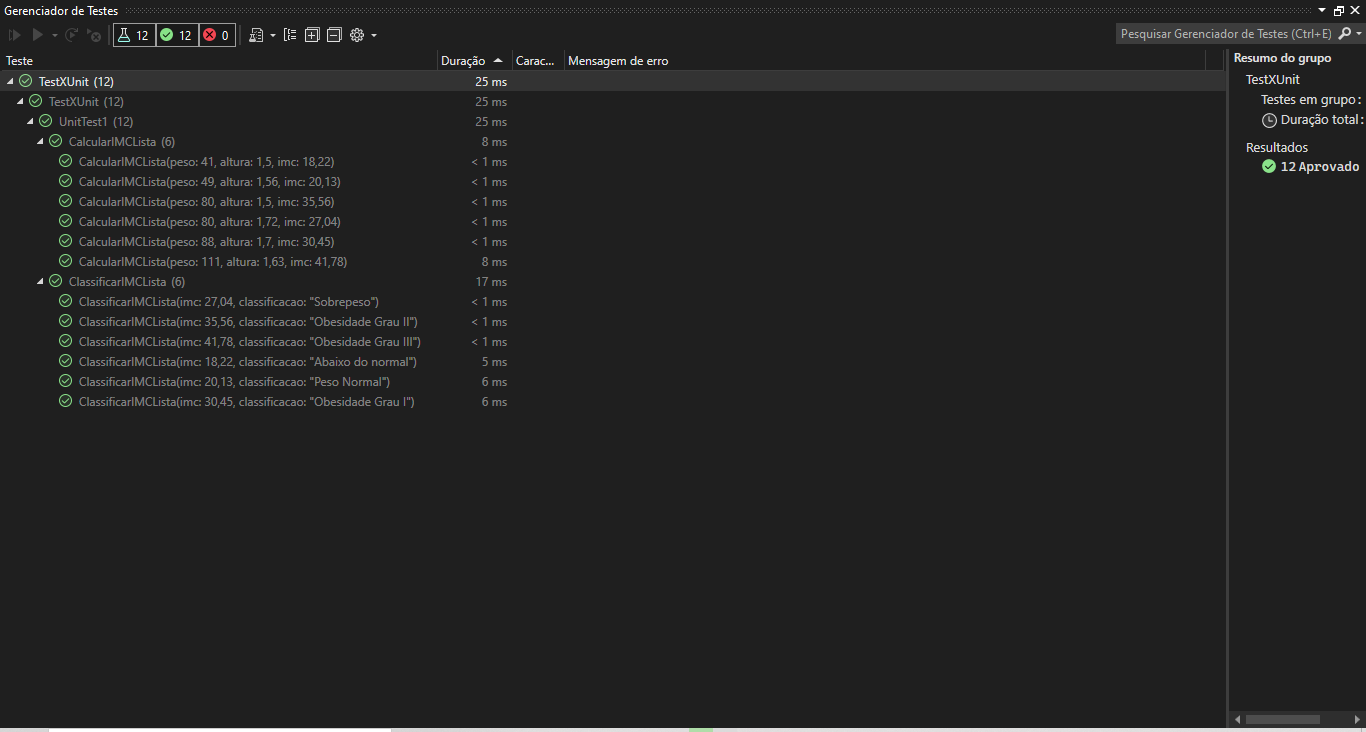 Gerenciador de Testes
12 12 0
Pesquisar Gerenciador de Testes (Ctrl+E)
Teste Duração Carac... Mensagem de erro
TestXUnit (12) 25 ms
TestXUnit (12) 25 ms
UnitTest1 (12) 25 ms
CalcularIMCLista (6) 8 ms
CalcularIMCLista(peso: 41, altura: 1,5, imc: 18,22) < 1 ms
CalcularIMCLista(peso: 49, altura: 1,56, imc: 20,13) < 1 ms
CalcularIMCLista(peso: 80, altura: 1,5, imc: 35,56) < 1 ms
CalcularIMCLista(peso: 80, altura: 1,72, imc: 27,04) < 1 ms
CalcularIMCLista(peso: 88, altura: 1,7, imc: 30,45) < 1 ms
CalcularIMCLista(peso: 111, altura: 1,63, imc: 41,78) 8 ms
ClassificarIMCLista (6) 17 ms
ClassificarIMCLista(imc: 27,04, classificacao: "Sobrepeso") < 1 ms
ClassificarIMCLista(imc: 35,56, classificacao: "Obesidade Grau II") < 1 ms
ClassificarIMCLista(imc: 41,78, classificacao: "Obesidade Grau III") < 1 ms
ClassificarIMCLista(imc: 18,22, classificacao: "Abaixo do normal") 5 ms
ClassificarIMCLista(imc: 20,13, classificacao: "Peso Normal") 6 ms
ClassificarIMCLista(imc: 30,45, classificacao: "Obesidade Grau I") 6 ms
Resumo do grupo
TestXUnit
Testes em grupo:
Duração total:
Resultados
12 Aprovado